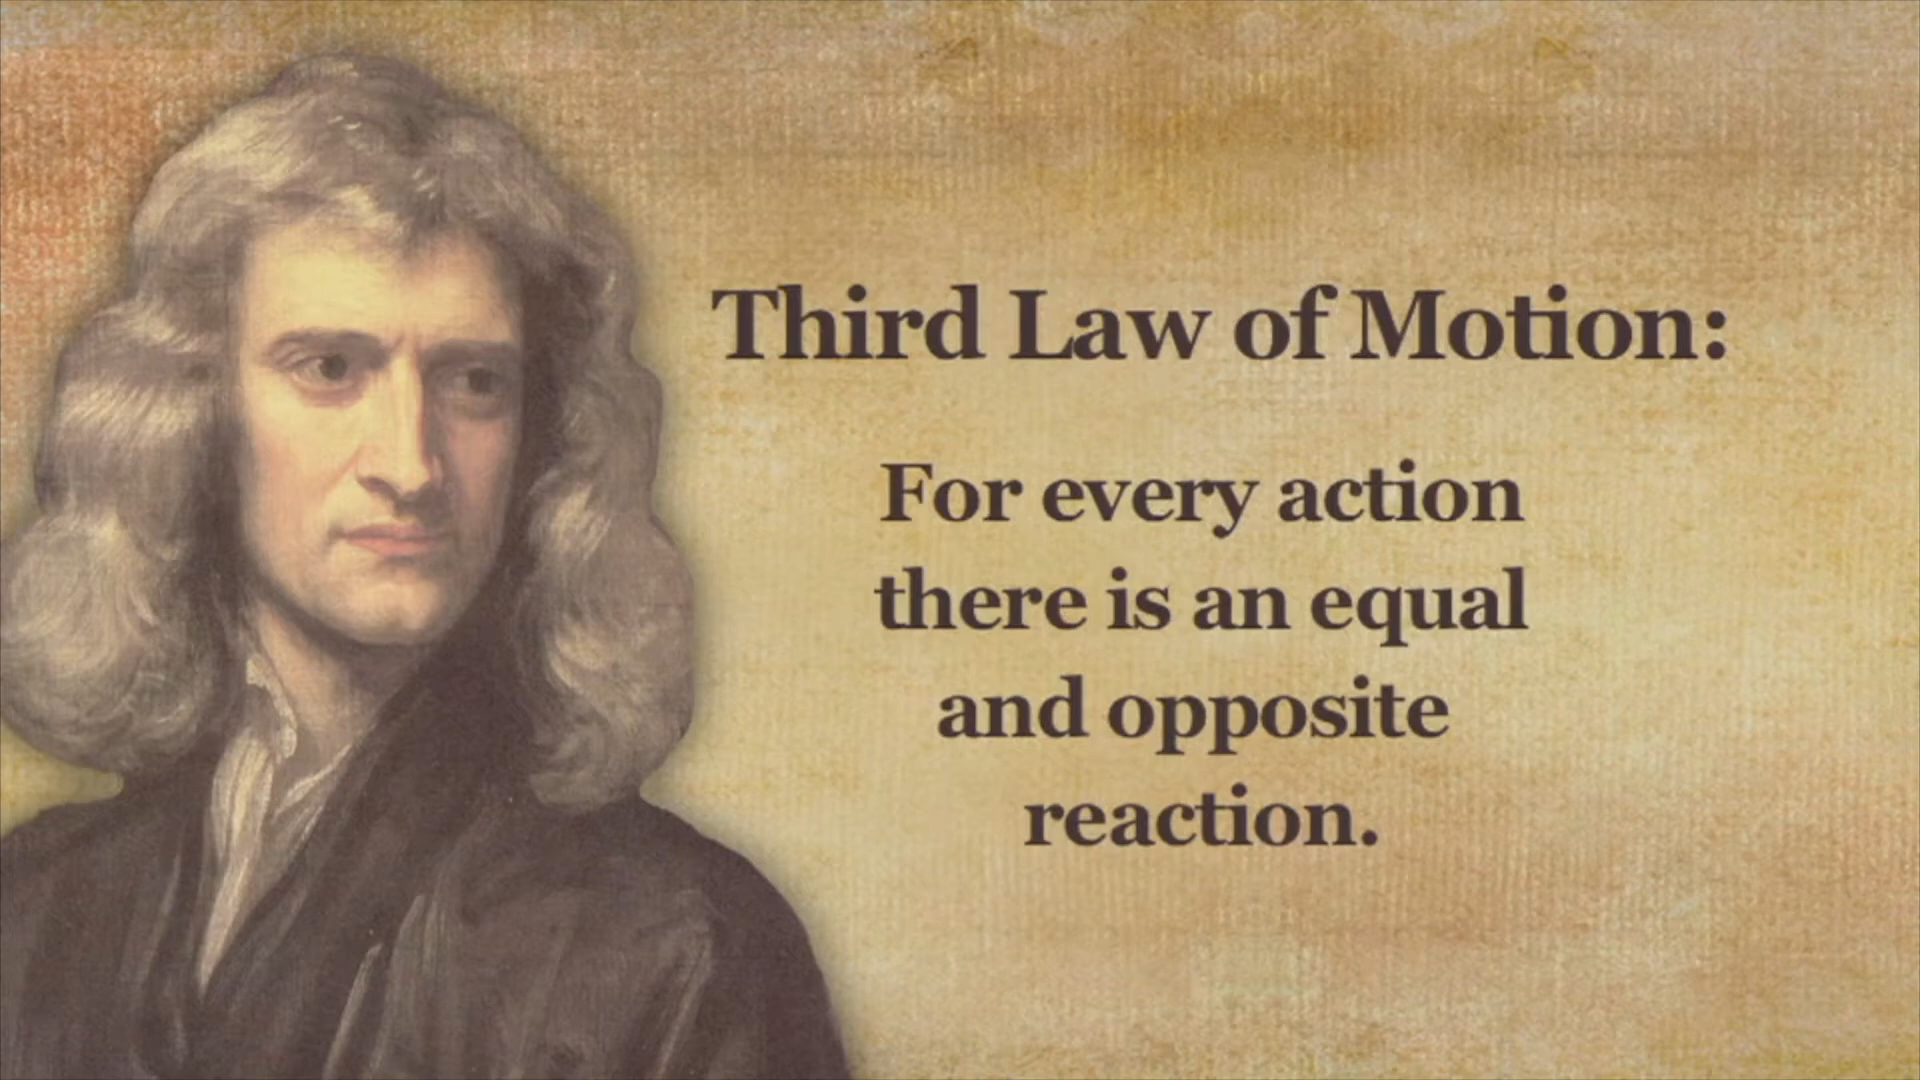 Third Law of Motion:
For every action
there is an equal
and opposite
reaction.